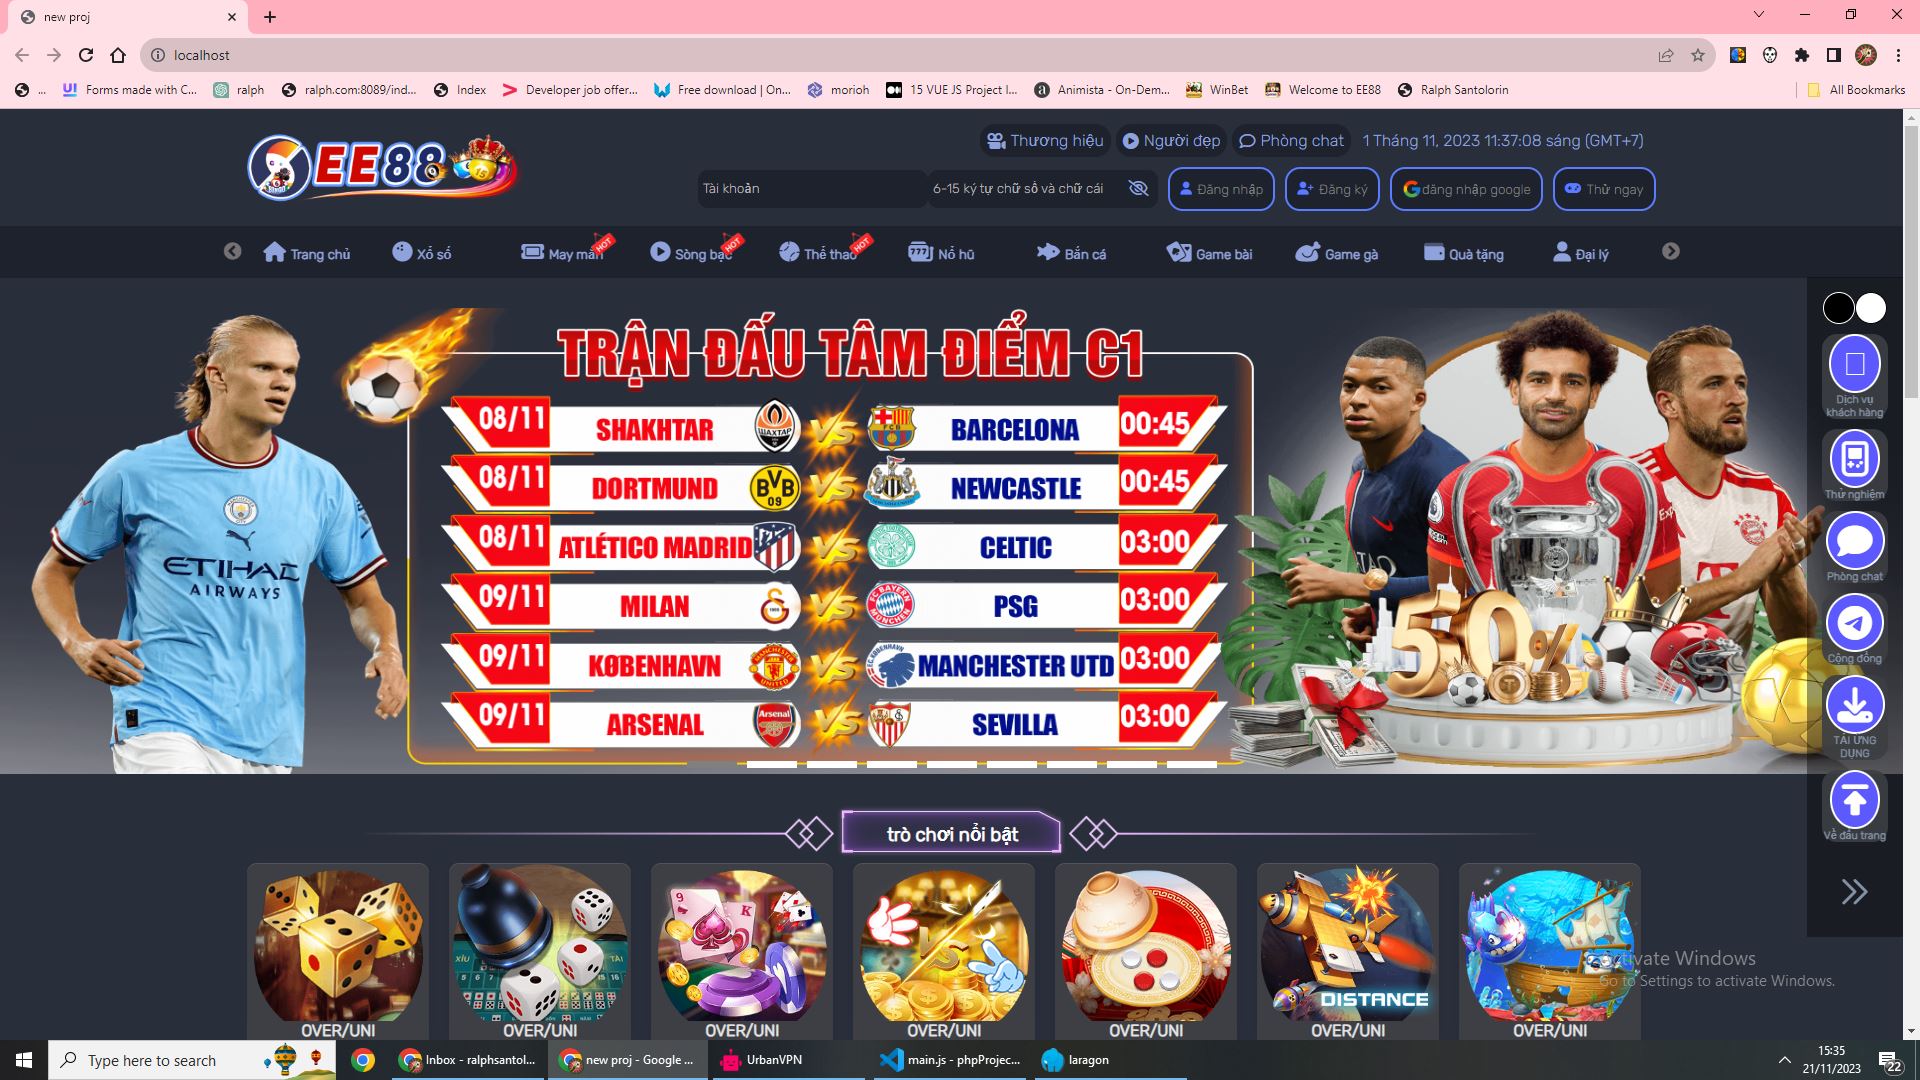 new proj
localhost
...
Forms made with C...
ralph
ralph.com:8089/ind...
Index
Developer job offer...
Free download | On...
morioh
15 VUE JS Project I...
Animista - On-Dem...
WinBet
Welcome to EE88
Ralph Santolorin
All Bookmarks
EE88
Thương hiệu
Người đẹp
Phòng chat
1 Tháng 11, 2023 11:37:08 sáng (GMT+7)
Tài khoản
6-15 ký tự chữ số và chữ cái
Đăng nhập
Đăng ký
đăng nhập google
Thử ngay
Trang chủ
Xổ số
May mắn
HOT
Sòng bạc
HOT
Thể thao
HOT
777
Nổ hũ
Bắn cá
Game bài
Game gà
Quà tặng
Đại lý
TRẬN ĐẤU TÂM ĐIỂM C1
08/11 SHAKHTAR VS BARCELONA 00:45
08/11 DORTMUND VS NEWCASTLE 00:45
08/11 ATLÉTICO MADRID VS CELTIC 03:00
09/11 MILAN VS PSG 03:00
09/11 KØBENHAVN VS MANCHESTER UTD 03:00
09/11 ARSENAL VS SEVILLA 03:00
ШАХТАР
BVB
09
Arsenal
ETIHAD
AIRWAYS
50%
Dịch vụ
khách hàng
Thử nghiệm
Phòng chat
Cộng đồng
TẢI ỨNG
DỤNG
Về đầu trang
trò chơi nổi bật
VS
DISTANCE
OVER/UNI
OVER/UNI
OVER/UNI
OVER/UNI
OVER/UNI
OVER/UNI
OVER/UNI
Activate Windows
Go to Settings to activate Windows.
Type here to search
Inbox - ralphsantol...
new proj - Google ...
UrbanVPN
main.js - phpProjec...
laragon
15:35
21/11/2023
22